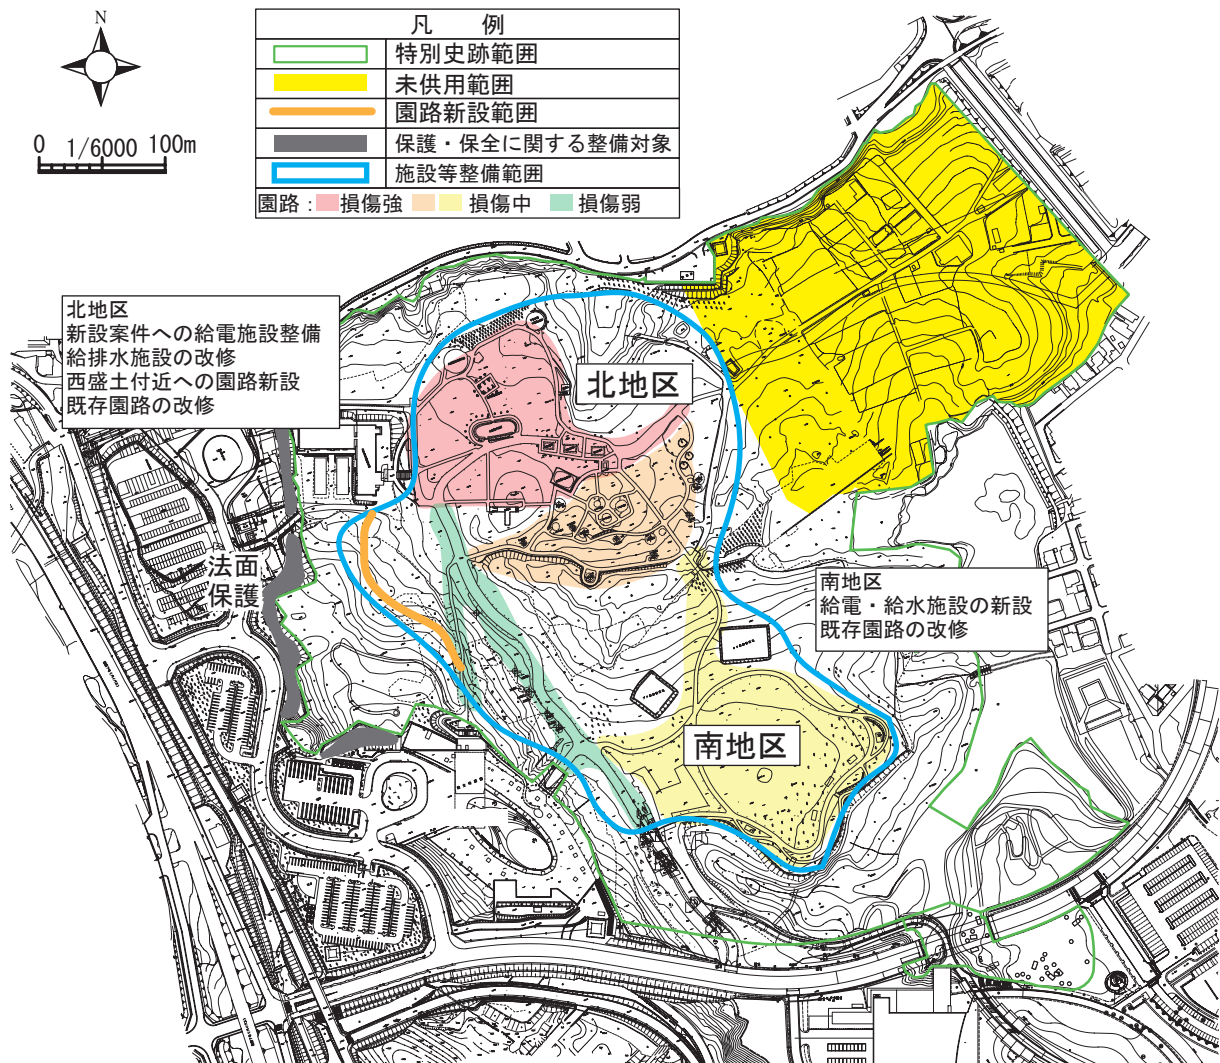 N
0 1/6000 100m
凡 例
特別史跡範囲
未供用範囲
園路新設範囲
保護・保全に関する整備対象
施設等整備範囲
園路: 損傷強 損傷中 損傷弱
北地区
新設案件への給電施設整備
給排水施設の改修
西盛土付近への園路新設
既存園路の改修
北地区
法面
保護
南地区
給電・給水施設の新設
既存園路の改修
南地区